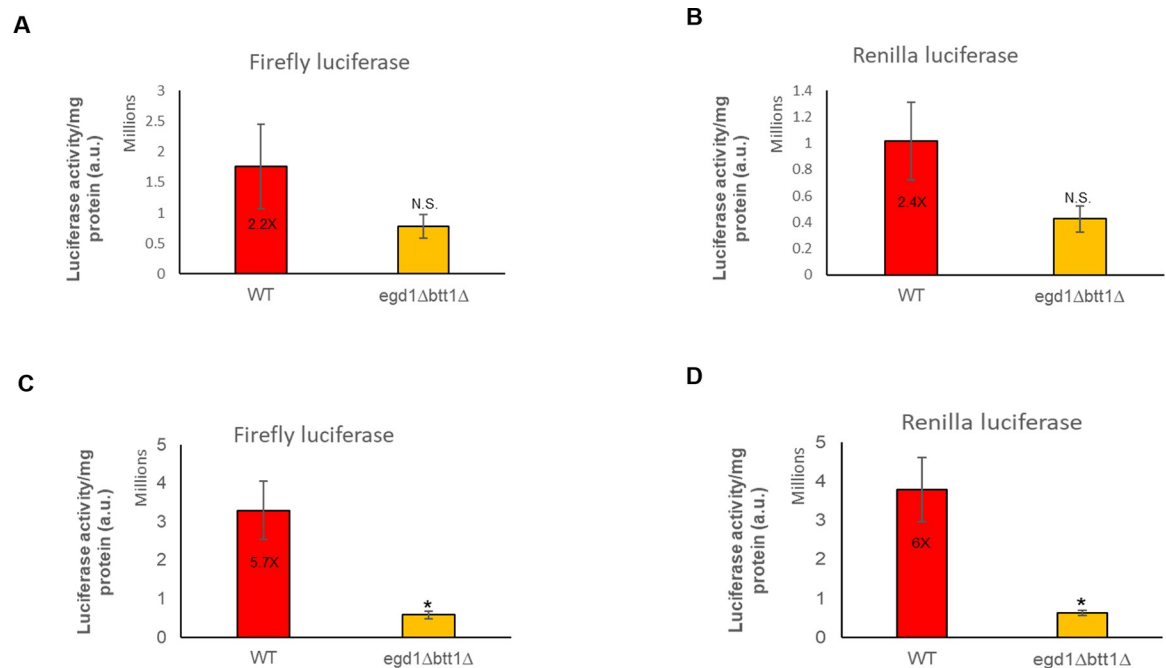 A
Firefly luciferase
Luciferase activity/mg
protein (a.u.)
Millions
3
2.5
2
1.5
1
0.5
0
2.2X
N.S.
WT
egd1Δbtt1Δ
B
Renilla luciferase
Luciferase activity/mg
protein (a.u.)
Millions
1.4
1.2
1
0.8
0.6
0.4
0.2
0
2.4X
N.S.
WT
egd1Δbtt1Δ
C
Firefly luciferase
Luciferase activity/mg
protein (a.u.)
Millions
5
4
3
2
1
0
5.7X
*
WT
egd1Δbtt1Δ
D
Renilla luciferase
Luciferase activity/mg
protein (a.u.)
Millions
5
4
3
2
1
0
6X
*
WT
egd1Δbtt1Δ